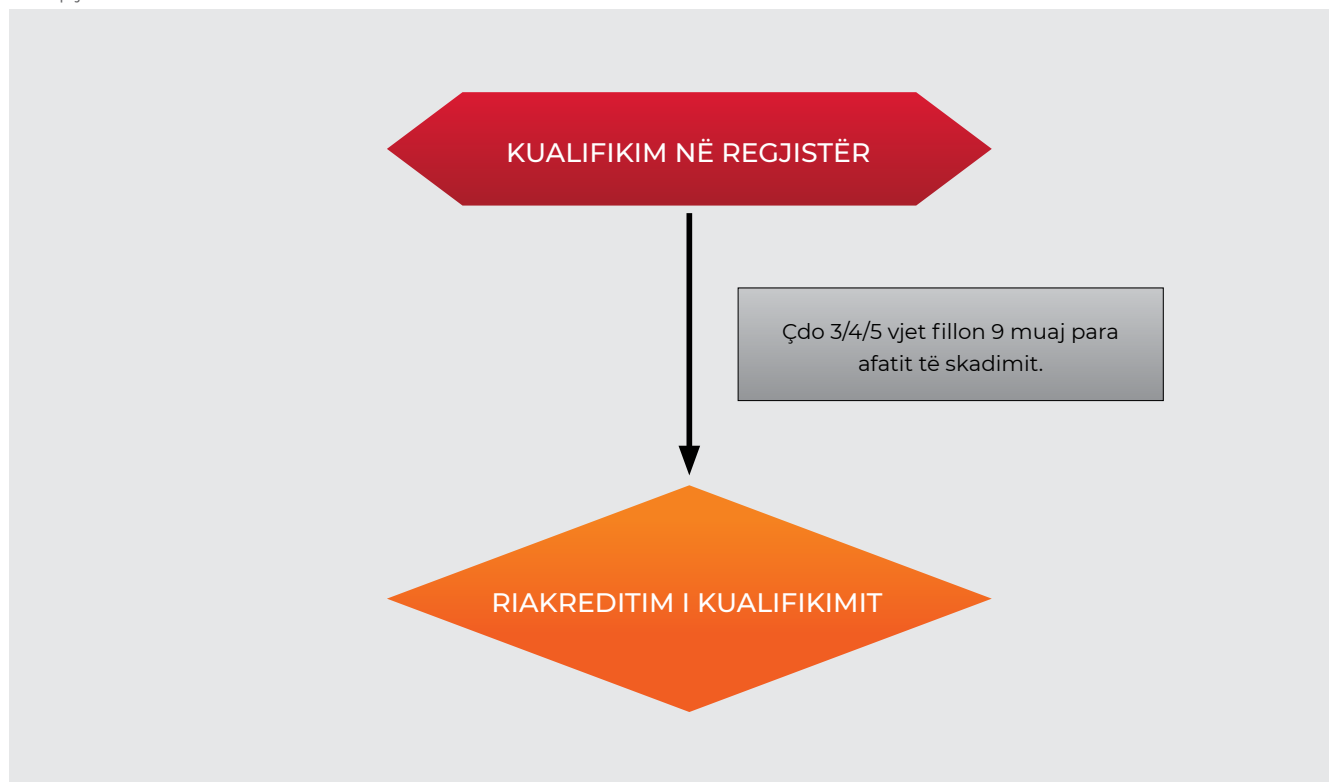 KUALIFIKIM NË REGJISTËR
Çdo 3/4/5 vjet fillon 9 muaj para
afatit të skadimit.
RIAKREDITIM I KUALIFIKIMIT